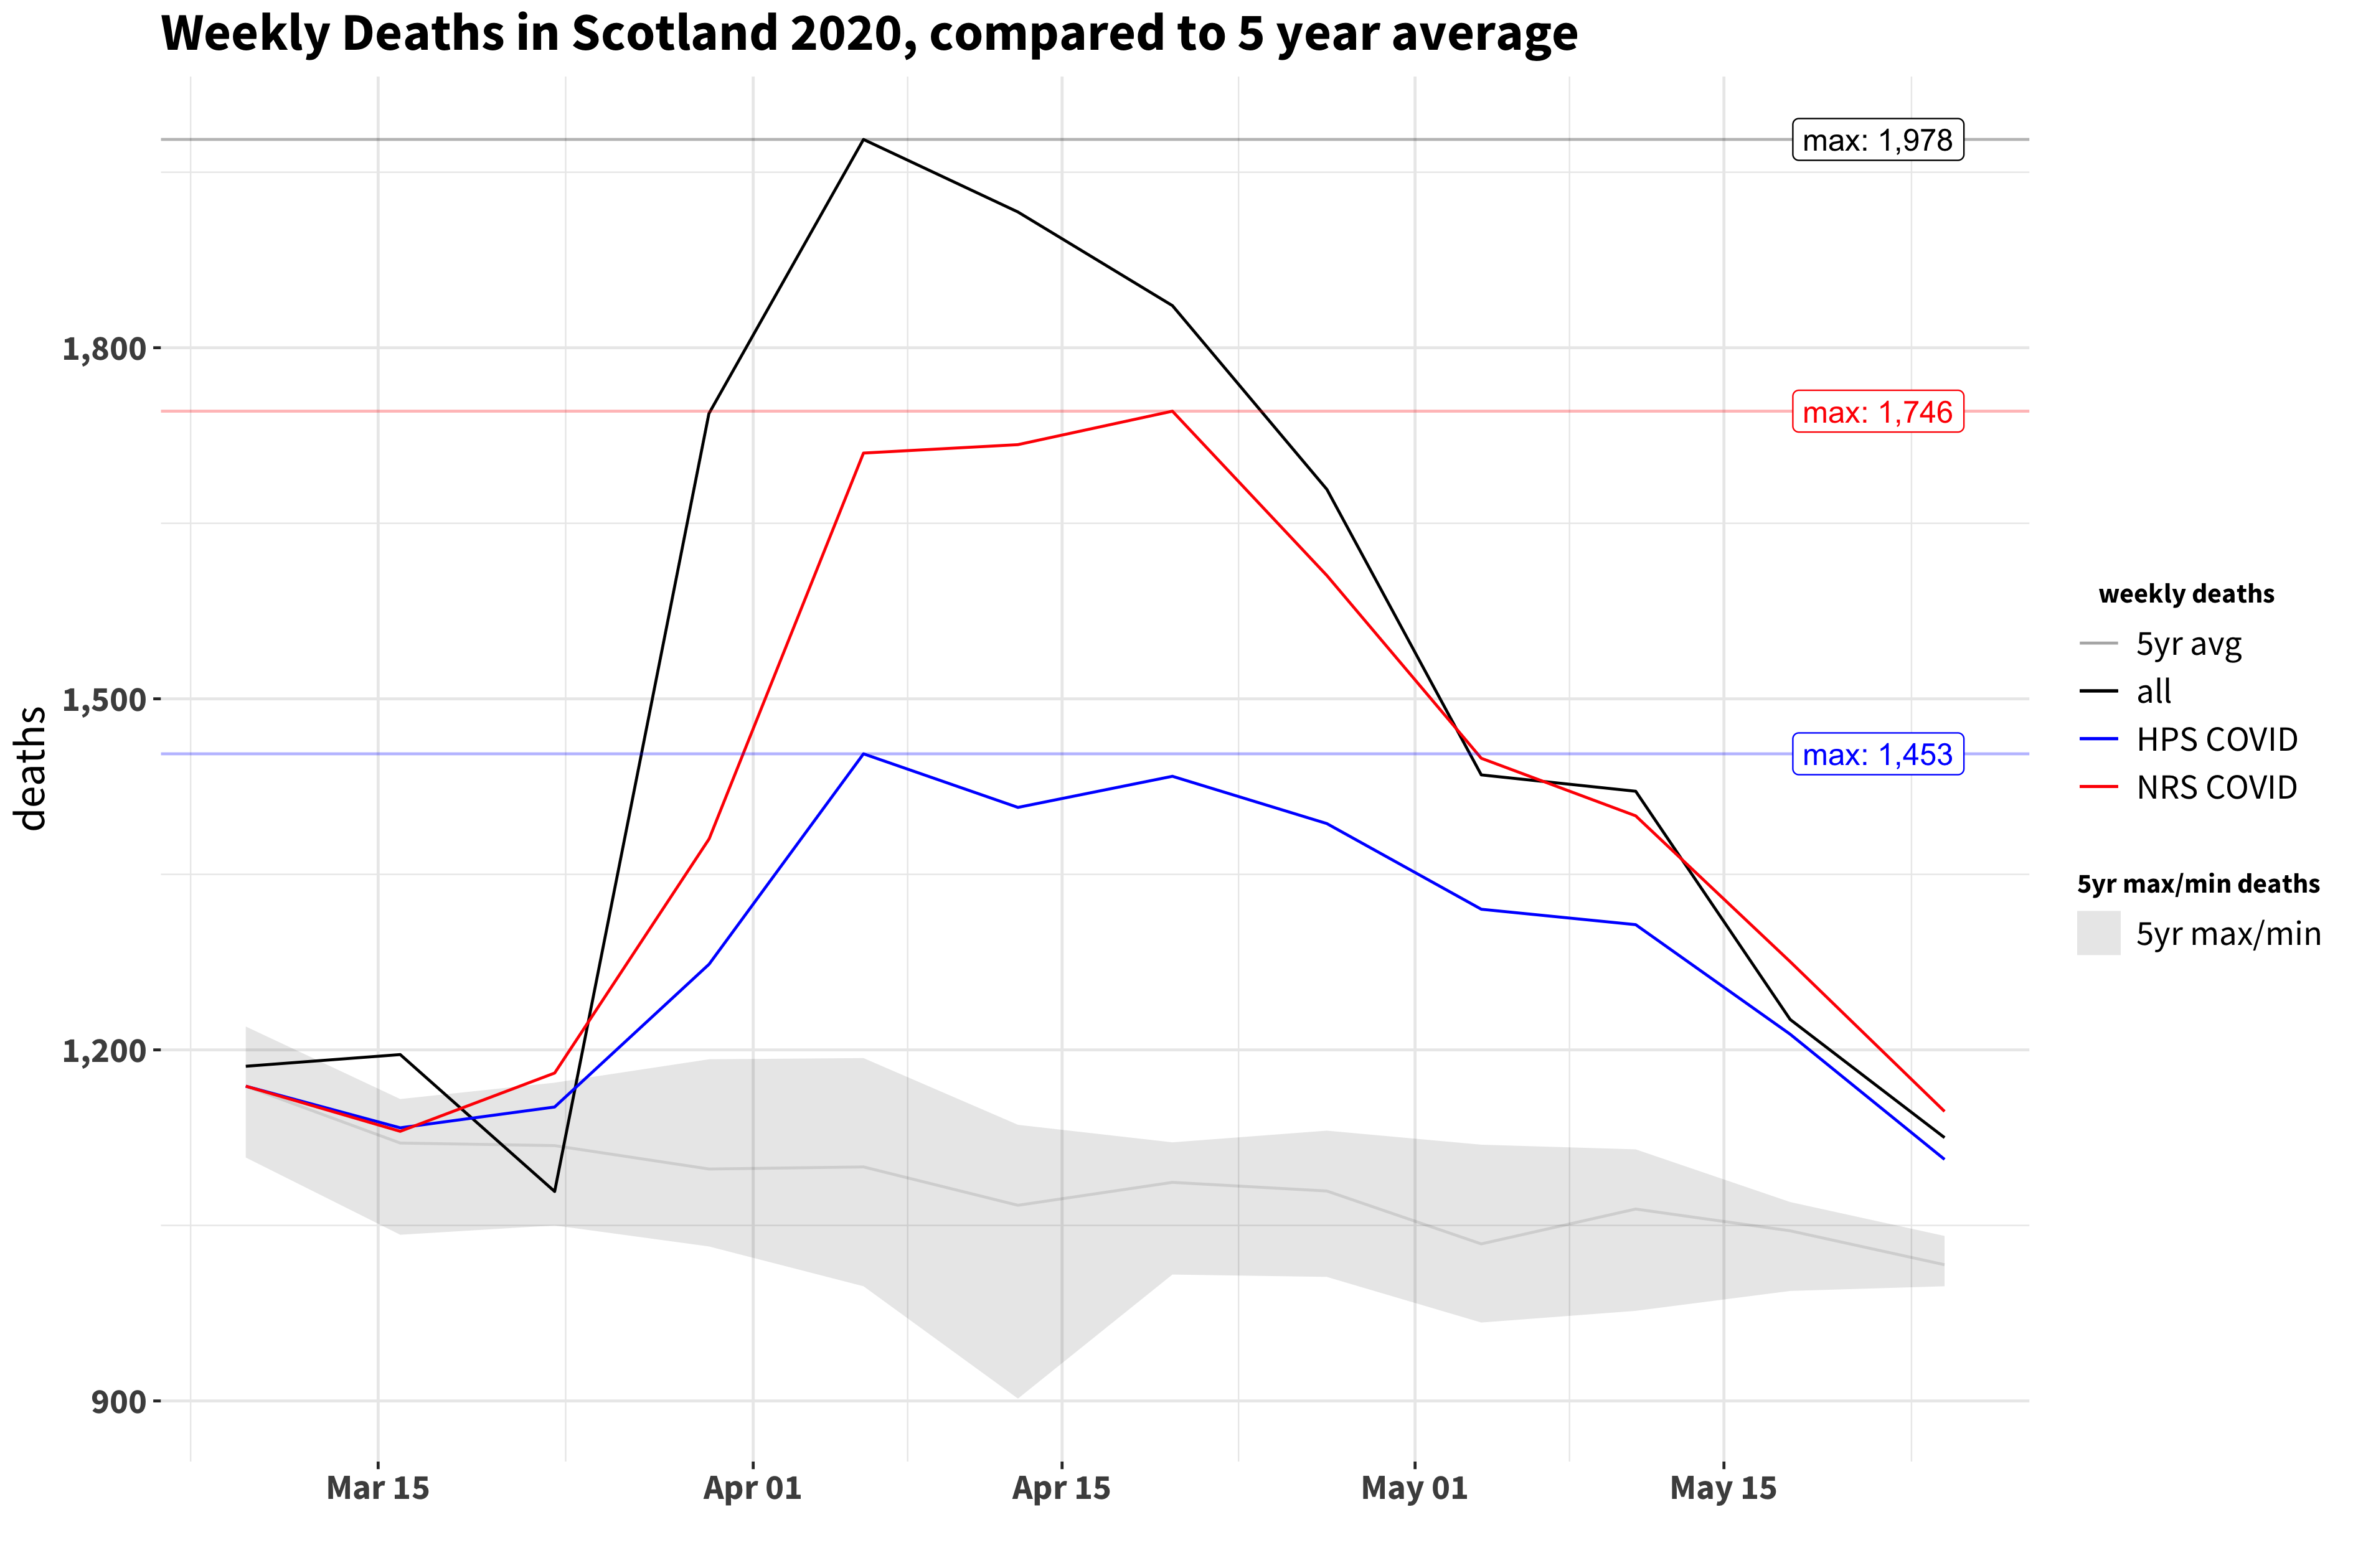 Weekly Deaths in Scotland 2020, compared to 5 year average
max: 1,978
1,800
max: 1,746
weekly deaths
5yr avg
1,500
all
deaths
max: 1,453
HPS COVID
NRS COVID
5yr max/min deaths
5yr max/min
1,200
900
Mar 15
Apr 01
Apr 15
May 01
May 15